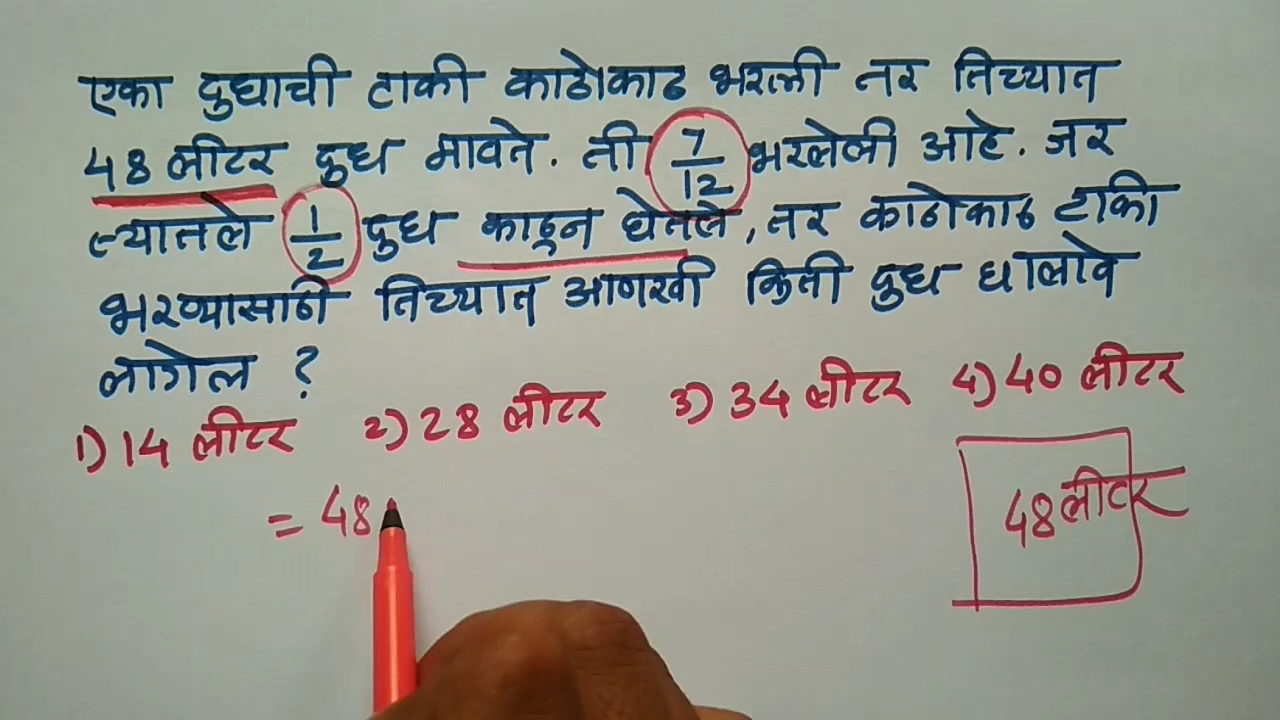 एका दुधाची टाकी काठोकाठ भरली तर तिच्यात
48 लीटर दुध मावते. ती 7/12 भरलेली आहे. जर
त्यातले 1/2 दुध काढून घेतले, तर काठोकाठ टाकी
भरण्यासाठी तिच्यात आणखी किती दुध घालावे
लागेल ?
1) 14 लीटर 2) 28 लीटर 3) 34 लीटर 4) 40 लीटर
= 48
48 लीटर